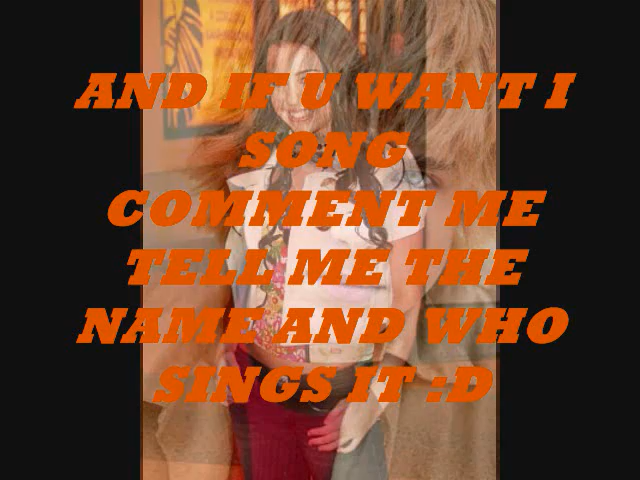 AND IF U WANT I
SONG
COMMENT ME
TELL ME THE
NAME AND WHO
SINGS IT :D